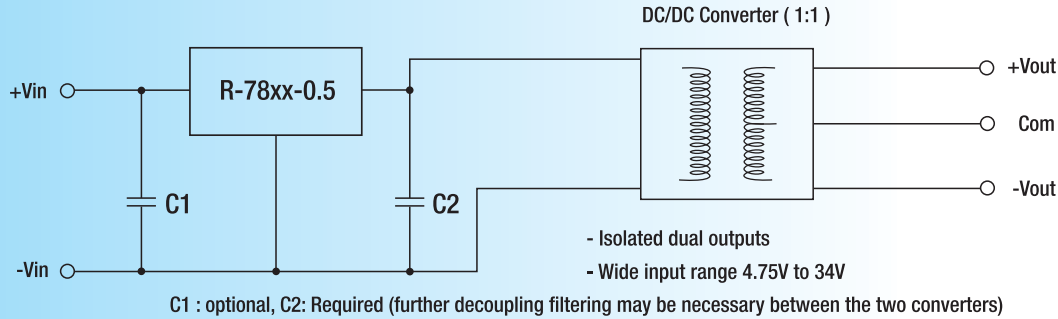 DC/DC Converter ( 1:1 )
+Vin
R-78xx-0.5
+Vout
Com
C1
C2
-Vout
- Isolated dual outputs
-Vin
- Wide input range 4.75V to 34V
C1 : optional, C2: Required (further decoupling filtering may be necessary between the two converters)